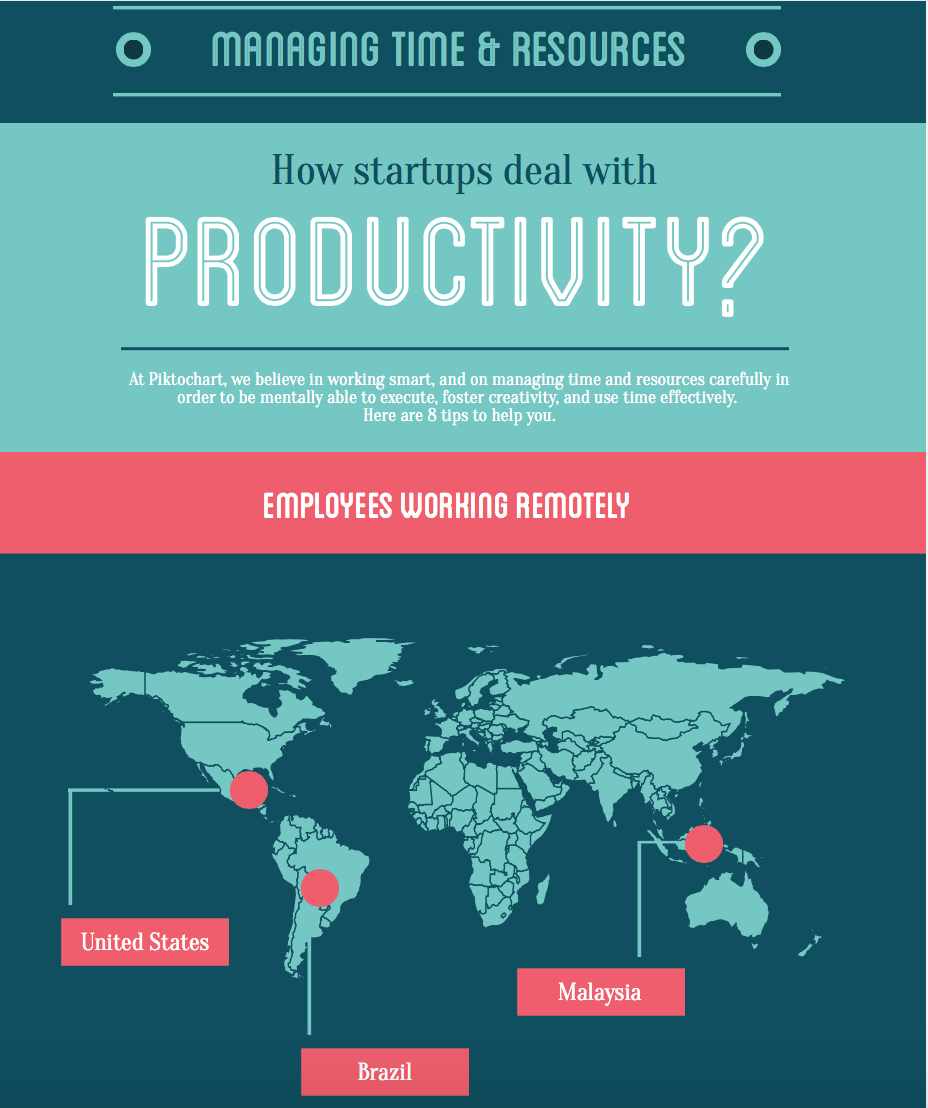 MANAGING TIME & RESOURCES
How startups deal with
PRODUCTIVITY?
At Piktochart, we believe in working smart, and on managing time and resources carefully in
order to be mentally able to execute, foster creativity, and use time effectively.
Here are 8 tips to help you.
EMPLOYEES WORKING REMOTELY
United States
Malaysia
Brazil